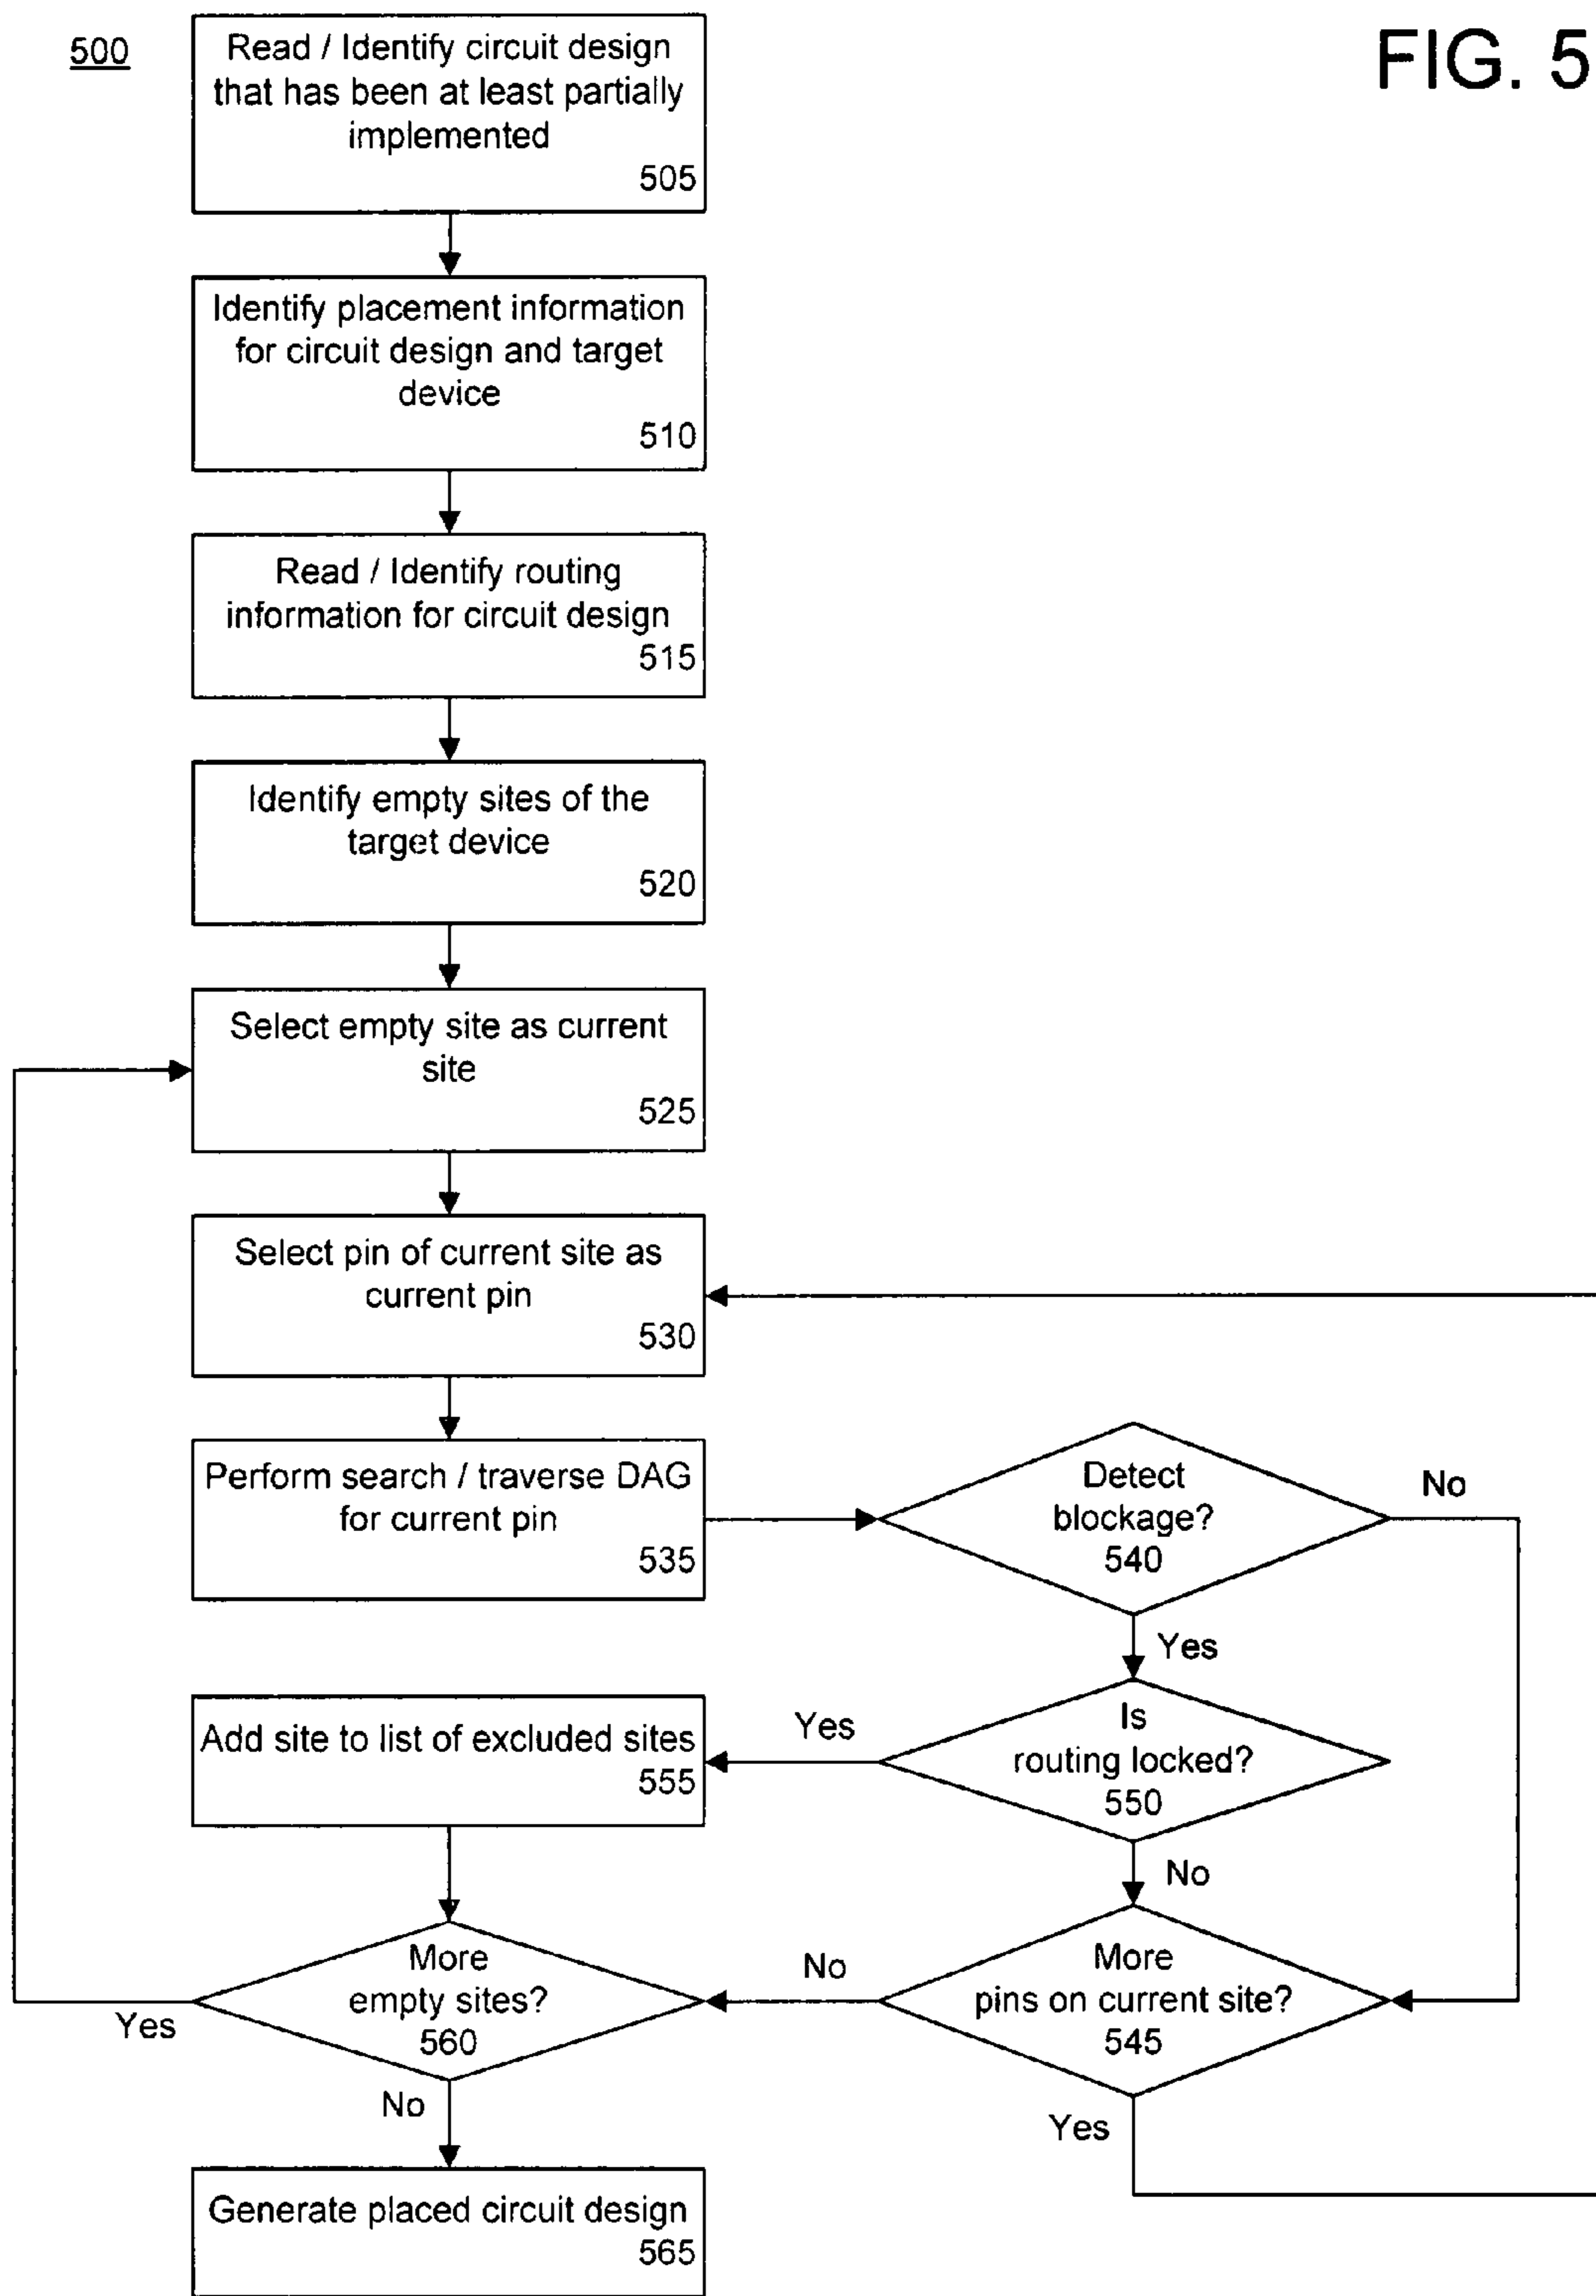 500
FIG. 5
Read / Identify circuit design
that has been at least partially
implemented
505
Identify placement information
for circuit design and target
device
510
Read / Identify routing
information for circuit design
515
Identify empty sites of the
target device
520
Select empty site as current
site
525
Select pin of current site as
current pin
530
Perform search / traverse DAG
for current pin
535
Detect
blockage?
540
No
Yes
Is
routing locked?
550
Yes
Add site to list of excluded sites
555
No
More
pins on current site?
545
No
Yes
More
empty sites?
560
Yes
No
Generate placed circuit design
565